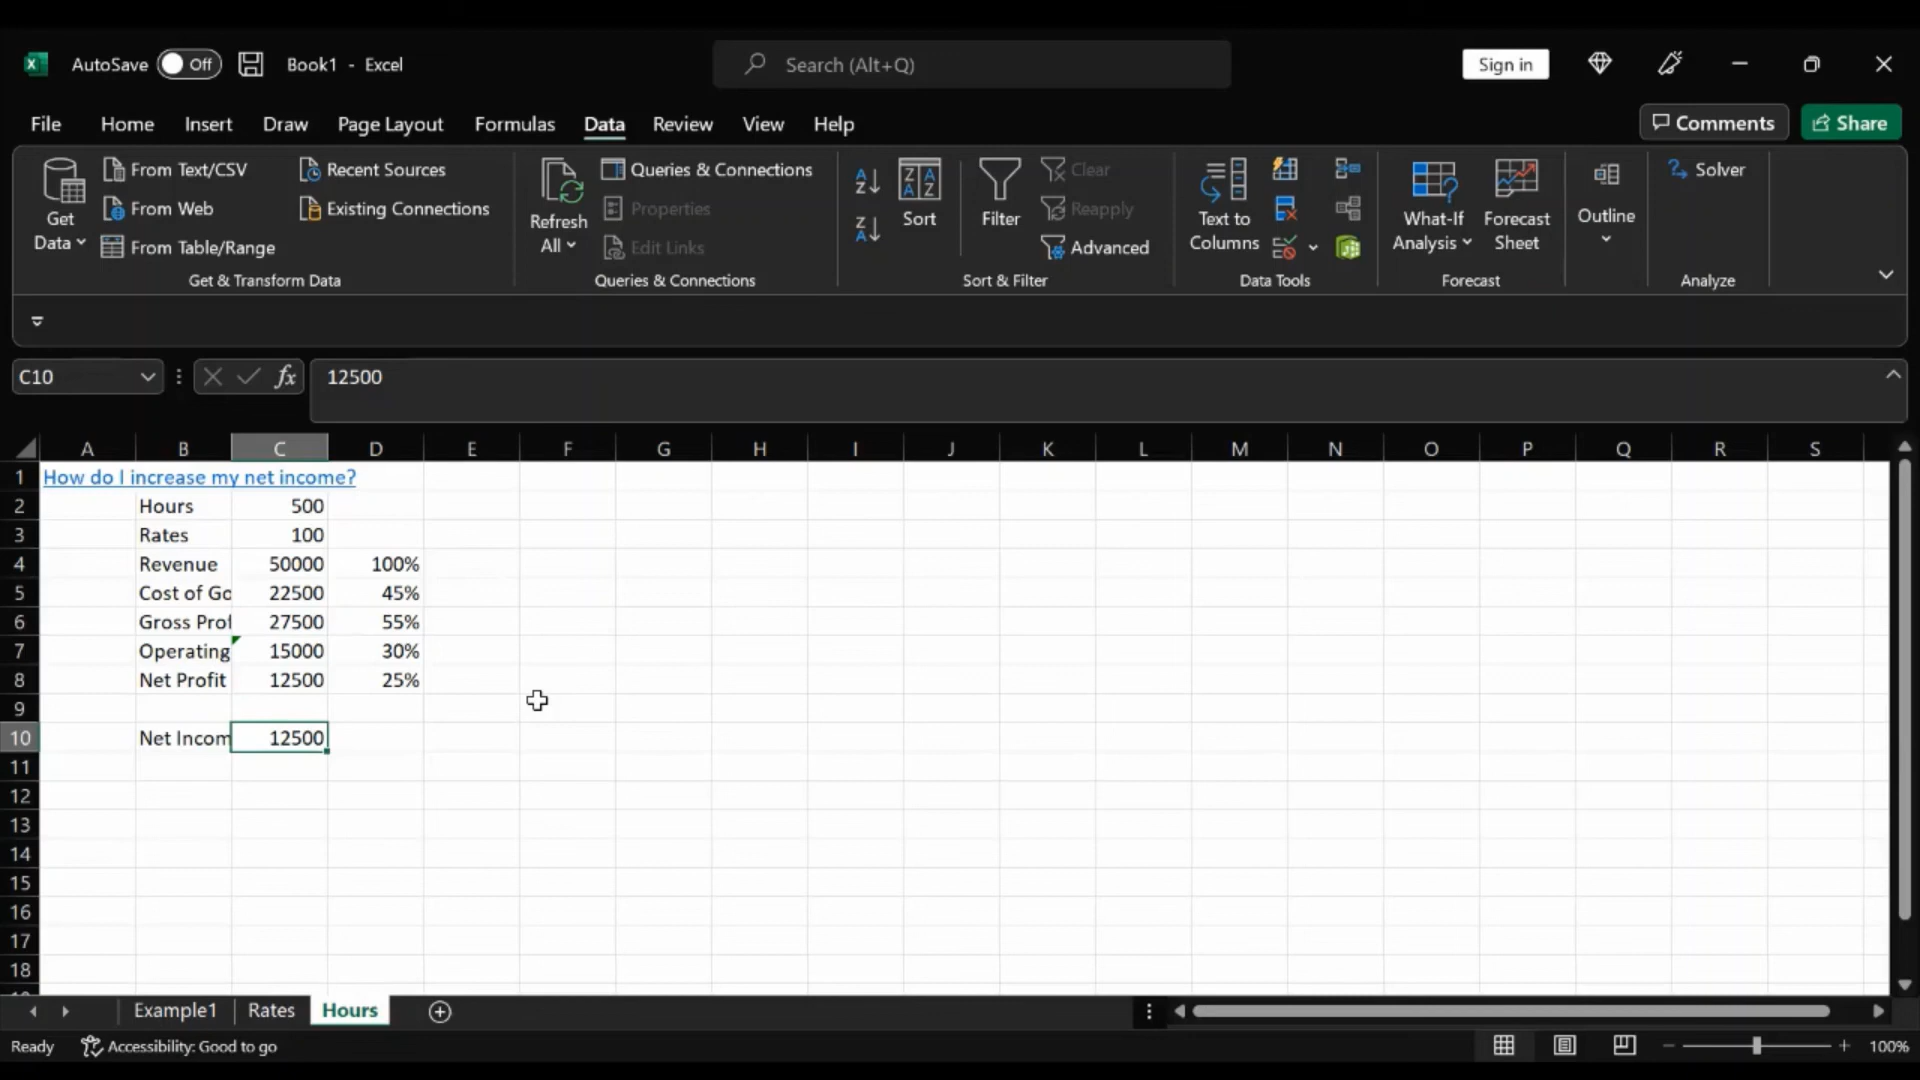 AutoSave Off Book1 - Excel Search (Alt+Q) Sign in
File Home Insert Draw Page Layout Formulas Data Review View Help Comments Share
Get Data From Text/CSV From Web From Table/Range Recent Sources Existing Connections
Refresh All Queries & Connections Properties Edit Links
Sort Filter Clear Reapply Advanced
Text to Columns What-If Analysis Forecast Sheet Outline Solver
Get & Transform Data Queries & Connections Sort & Filter Data Tools Forecast Analyze
C10 fx 12500
A B C D E F G H I J K L M N O P Q R S
1 How do I increase my net income?
2 Hours 500
3 Rates 100
4 Revenue 50000 100%
5 Cost of Go 22500 45%
6 Gross Prof 27500 55%
7 Operating 15000 30%
8 Net Profit 12500 25%
9
10 Net Incom 12500
11
12
13
14
15
16
17
18
Example1 Rates Hours
Ready Accessibility: Good to go 100%